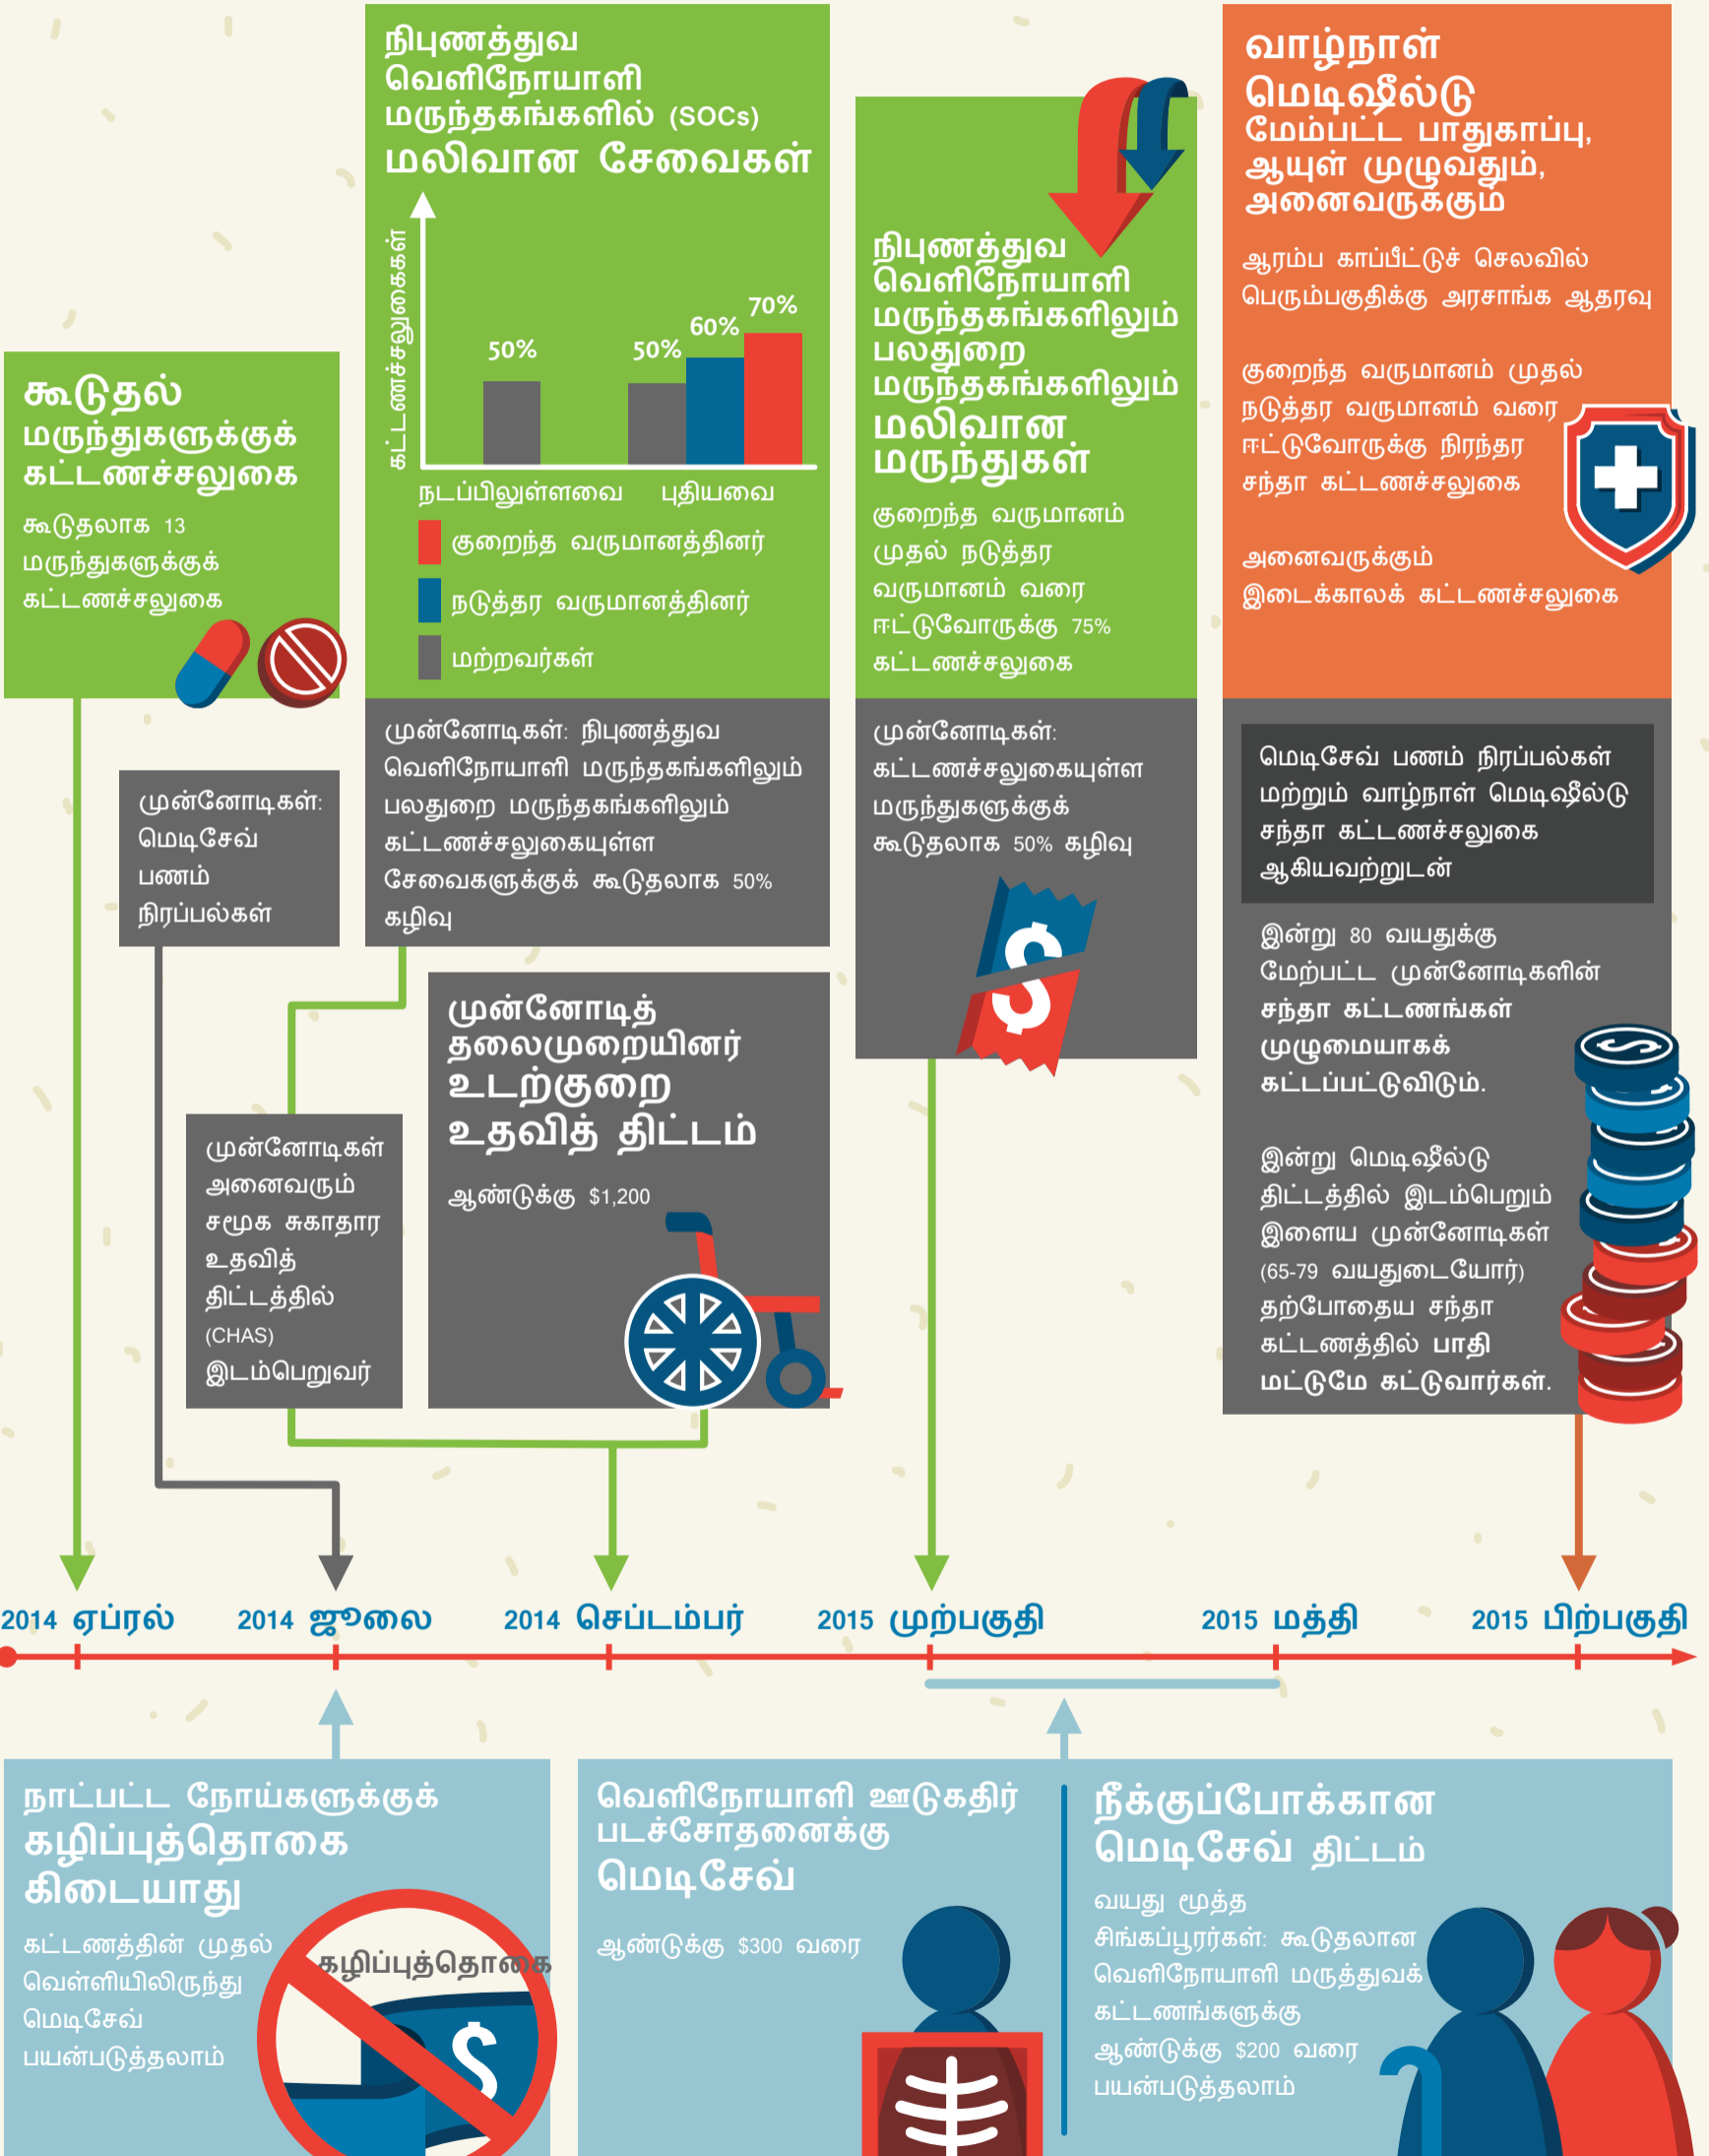 கூடுதல்
மருந்துகளுக்குக்
கட்டணச்சலுகை
கூடுதலாக 13
மருந்துகளுக்குக்
கட்டணச்சலுகை
முன்னோடிகள்:
மெடிசேவ்
பணம்
நிரப்பல்கள்
நிபுணத்துவ
வெளிநோயாளி
மருந்தகங்களில் (SOCs)
மலிவான சேவைகள்
கட்டணச்சலுகைகள்
50%
50%
60%
70%
நடப்பிலுள்ளவை புதியவை
குறைந்த வருமானத்தினர்
நடுத்தர வருமானத்தினர்
மற்றவர்கள்
முன்னோடிகள்: நிபுணத்துவ
வெளிநோயாளி மருந்தகங்களிலும்
பலதுறை மருந்தகங்களிலும்
கட்டணச்சலுகையுள்ள
சேவைகளுக்குக் கூடுதலாக 50%
கழிவு
முன்னோடிகள்
அனைவரும்
சமூக சுகாதார
உதவித்
திட்டத்தில்
(CHAS)
இடம்பெறுவர்
முன்னோடித்
தலைமுறையினர்
உடற்குறை
உதவித் திட்டம்
ஆண்டுக்கு $1,200
நிபுணத்துவ
வெளிநோயாளி
மருந்தகங்களிலும்
பலதுறை
மருந்தகங்களிலும்
மலிவான
மருந்துகள்
குறைந்த வருமானம்
முதல் நடுத்தர
வருமானம் வரை
ஈட்டுவோருக்கு 75%
கட்டணச்சலுகை
முன்னோடிகள்:
கட்டணச்சலுகையுள்ள
மருந்துகளுக்குக்
கூடுதலாக 50% கழிவு
$
வாழ்நாள்
மெடிஷீல்டு
மேம்பட்ட பாதுகாப்பு,
ஆயுள் முழுவதும்,
அனைவருக்கும்
ஆரம்ப காப்பீட்டுச் செலவில்
பெரும்பகுதிக்கு அரசாங்க ஆதரவு
குறைந்த வருமானம் முதல்
நடுத்தர வருமானம் வரை
ஈட்டுவோருக்கு நிரந்தர
சந்தா கட்டணச்சலுகை
அனைவருக்கும்
இடைக்காலக் கட்டணச்சலுகை
மெடிசேவ் பணம் நிரப்பல்கள்
மற்றும் வாழ்நாள் மெடிஷீல்டு
சந்தா கட்டணச்சலுகை
ஆகியவற்றுடன்
இன்று 80 வயதுக்கு
மேற்பட்ட முன்னோடிகளின்
சந்தா கட்டணங்கள்
முழுமையாகக்
கட்டப்பட்டுவிடும்.
இன்று மெடிஷீல்டு
திட்டத்தில் இடம்பெறும்
இளைய முன்னோடிகள்
(65-79 வயதுடையோர்)
தற்போதைய சந்தா
கட்டணத்தில் பாதி
மட்டுமே கட்டுவார்கள்.
2014 ஏப்ரல் 2014 ஜூலை 2014 செப்டம்பர் 2015 முற்பகுதி 2015 மத்தி 2015 பிற்பகுதி
நாட்பட்ட நோய்களுக்குக்
கழிப்புத்தொகை
கிடையாது
கட்டணத்தின் முதல்
வெள்ளியிலிருந்து
மெடிசேவ்
பயன்படுத்தலாம்
கழிப்புத்தொகை
$
வெளிநோயாளி ஊடுகதிர்
படச்சோதனைக்கு
மெடிசேவ்
ஆண்டுக்கு $300 வரை
நீக்குப்போக்கான
மெடிசேவ் திட்டம்
வயது மூத்த
சிங்கப்பூரர்கள்: கூடுதலான
வெளிநோயாளி மருத்துவக்
கட்டணங்களுக்கு
ஆண்டுக்கு $200 வரை
பயன்படுத்தலாம்